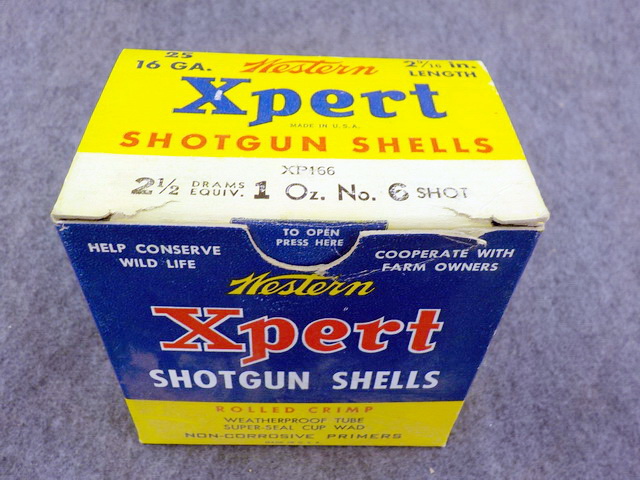 25
16 GA.
Western
2 9/16 in.
LENGTH
Xpert
MADE IN U.S.A.
SHOTGUN SHELLS
XP166
2 1/2 DRAMS EQUIV. 1 Oz. No. 6 SHOT
HELP CONSERVE
WILD LIFE
TO OPEN
PRESS HERE
COOPERATE WITH
FARM OWNERS
Western
Xpert
SHOTGUN SHELLS
ROLLED CRIMP
WEATHERPROOF TUBE
SUPER-SEAL CUP WAD
NON-CORROSIVE PRIMERS